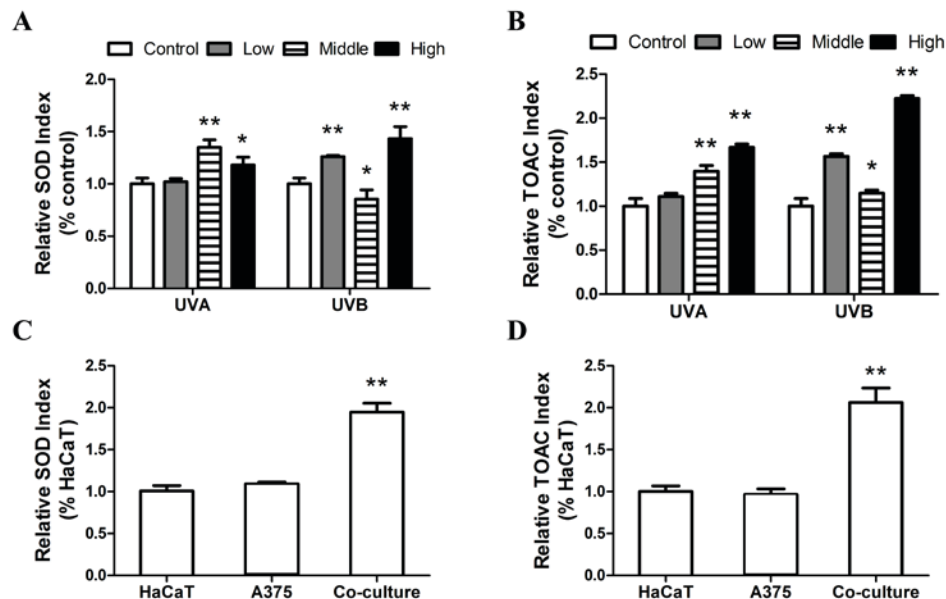 A
Control Low Middle High
Relative SOD Index
(% control)
2.0
1.5
1.0
0.5
0.0
** * ** * **
UVA UVB
B
Control Low Middle High
Relative TOAC Index
(% control)
2.5
2.0
1.5
1.0
0.5
0.0
** ** ** * **
UVA UVB
C
Relative SOD Index
(% HaCaT)
2.5
2.0
1.5
1.0
0.5
0.0
**
HaCaT A375 Co-culture
D
Relative TOAC Index
(% HaCaT)
2.5
2.0
1.5
1.0
0.5
0.0
**
HaCaT A375 Co-culture